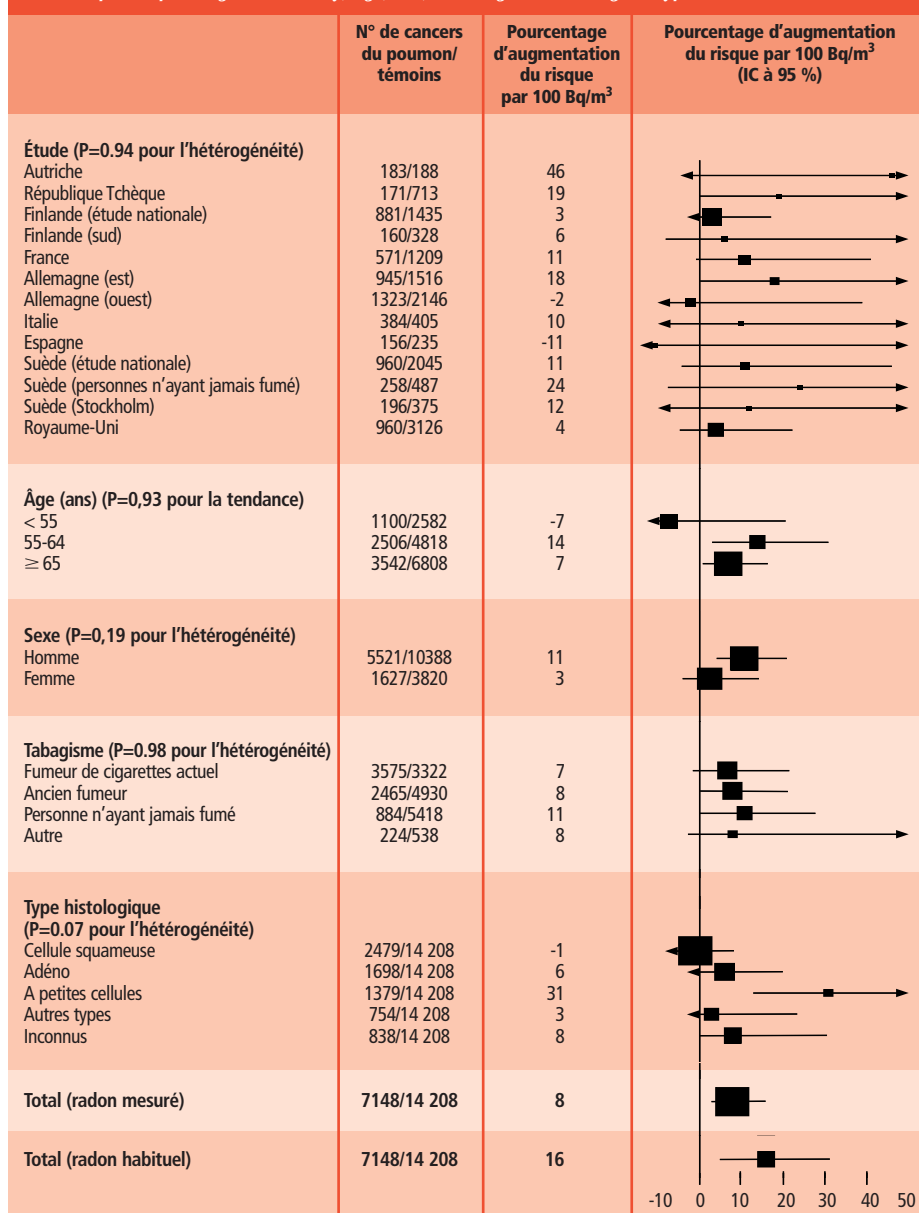 N° de cancers du poumon/ témoins
Pourcentage d'augmentation du risque par 100 Bq/m³
Pourcentage d'augmentation du risque par 100 Bq/m³ (IC à 95 %)
Étude (P=0.94 pour l'hétérogénéité)
Autriche 183/188 46
République Tchèque 171/713 19
Finlande (étude nationale) 881/1435 3
Finlande (sud) 160/328 6
France 571/1209 11
Allemagne (est) 945/1516 18
Allemagne (ouest) 1323/2146 -2
Italie 384/405 10
Espagne 156/235 -11
Suède (étude nationale) 960/2045 11
Suède (personnes n'ayant jamais fumé) 258/487 24
Suède (Stockholm) 196/375 12
Royaume-Uni 960/3126 4
Âge (ans) (P=0,93 pour la tendance)
< 55 1100/2582 -7
55-64 2506/4818 14
≥ 65 3542/6808 7
Sexe (P=0,19 pour l'hétérogénéité)
Homme 5521/10388 11
Femme 1627/3820 3
Tabagisme (P=0.98 pour l'hétérogénéité)
Fumeur de cigarettes actuel 3575/3322 7
Ancien fumeur 2465/4930 8
Personne n'ayant jamais fumé 884/5418 11
Autre 224/538 8
Type histologique
(P=0.07 pour l'hétérogénéité)
Cellule squameuse 2479/14 208 -1
Adéno 1698/14 208 6
A petites cellules 1379/14 208 31
Autres types 754/14 208 3
Inconnus 838/14 208 8
Total (radon mesuré) 7148/14 208 8
Total (radon habituel) 7148/14 208 16
-10 0 10 20 30 40 50